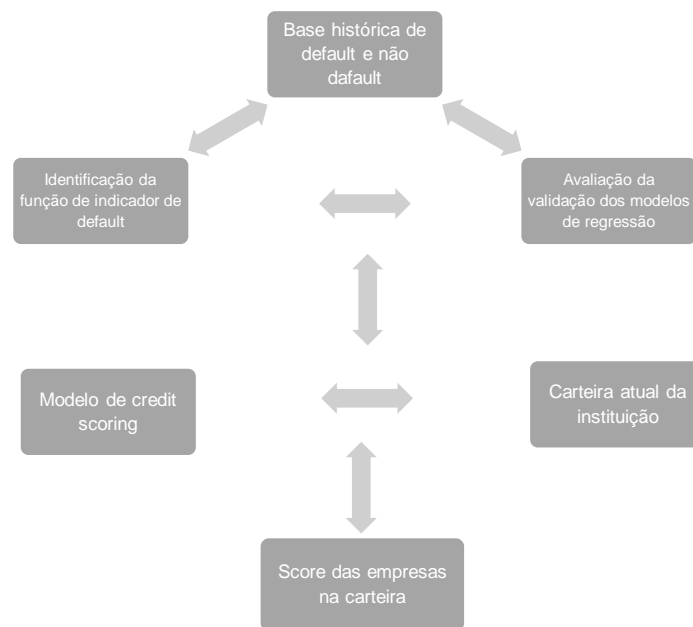 Base histórica de
default e não
dafault
Identificação da
função de indicador de
default
Avaliação da
validação dos modelos
de regressão
Modelo de credit
scoring
Carteira atual da
instituição
Score das empresas
na carteira